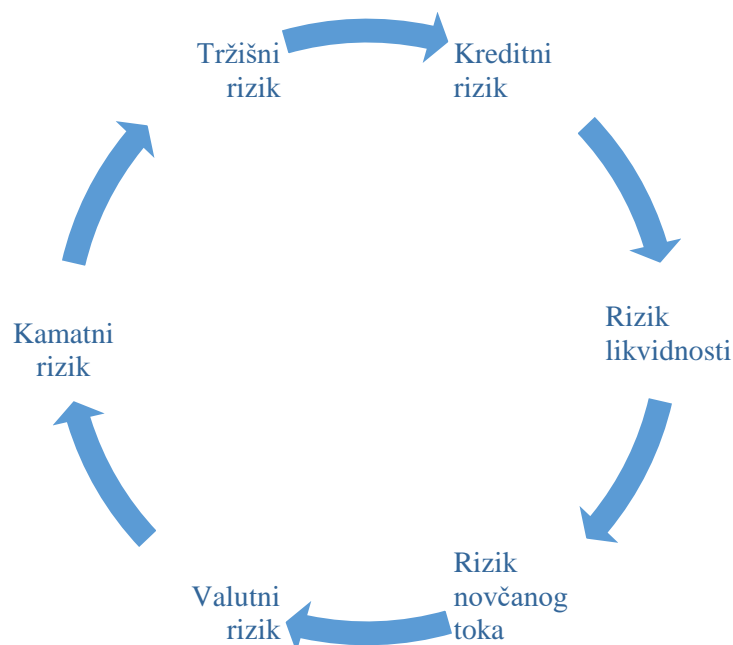 Tržišni
rizik
Kreditni
rizik
Rizik
likvidnosti
Rizik
novčanog
toka
Valutni
rizik
Kamatni
rizik